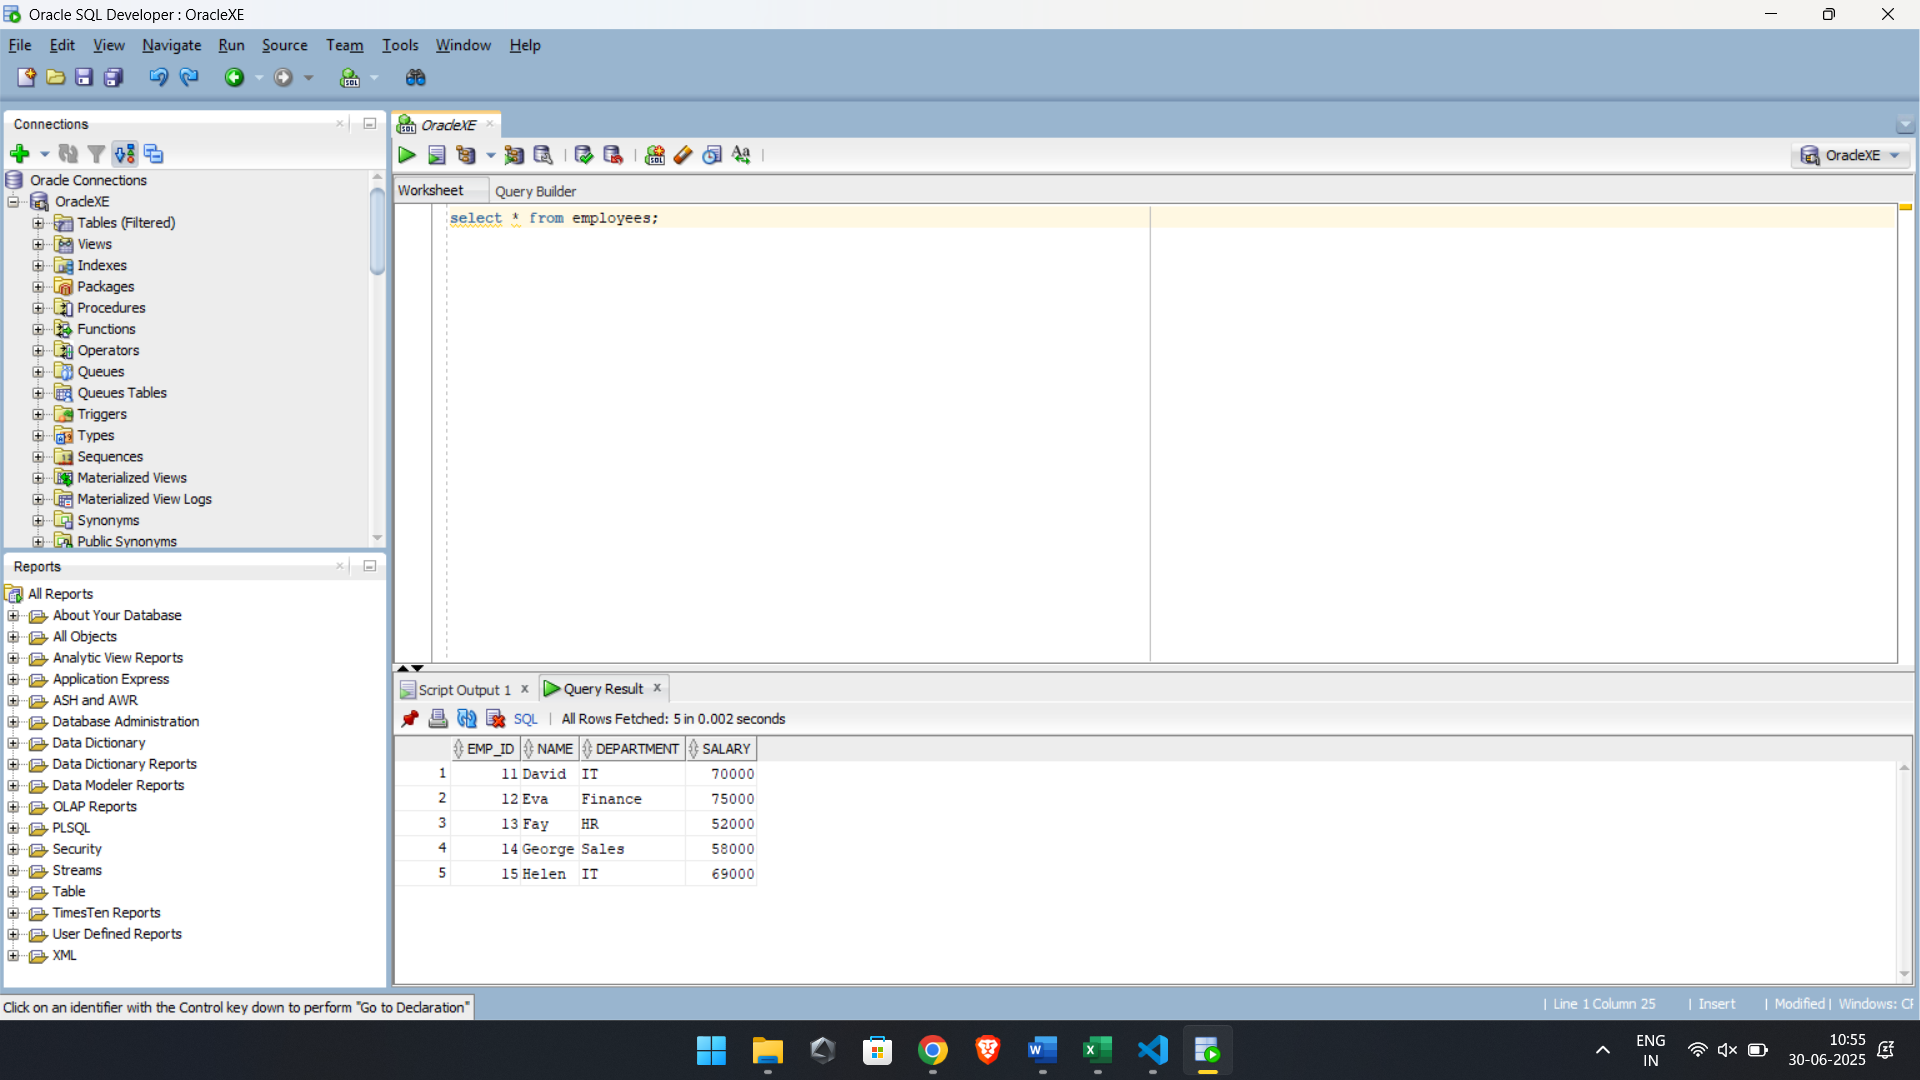 Oracle SQL Developer : OracleXE
File Edit View Navigate Run Source Team Tools Window Help
Connections
Oracle Connections
OracleXE
Tables (Filtered)
Views
Indexes
Packages
Procedures
Functions
Operators
Queues
Queues Tables
Triggers
Types
Sequences
Materialized Views
Materialized View Logs
Synonyms
Public Synonyms
Reports
All Reports
About Your Database
All Objects
Analytic View Reports
Application Express
ASH and AWR
Database Administration
Data Dictionary
Data Dictionary Reports
Data Modeler Reports
OLAP Reports
PLSQL
Security
Streams
Table
TimesTen Reports
User Defined Reports
XML
OracleXE
OracleXE
Worksheet Query Builder
select * from employees;
Script Output 1 Query Result
SQL | All Rows Fetched: 5 in 0.002 seconds
EMP_ID NAME DEPARTMENT SALARY
1 11 David IT 70000
2 12 Eva Finance 75000
3 13 Fay HR 52000
4 14 George Sales 58000
5 15 Helen IT 69000
Click on an identifier with the Control key down to perform "Go to Declaration"
| Line 1 Column 25 | Insert | Modified | Windows: CF
ENG
IN
10:55
30-06-2025